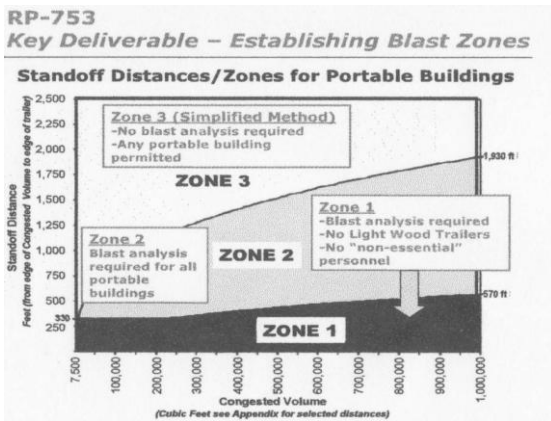 RP-753
Key Deliverable – Establishing Blast Zones
Standoff Distances/Zones for Portable Buildings
Standoff Distance
Feet (from edge of Congested Volume to edge of trailer)
2,500
2,250
2,000
1,750
1,500
1,250
1,000
750
500
330
250
Zone 3 (Simplified Method)
-No blast analysis required
-Any portable building
permitted
ZONE 3
1,930 ft
Zone 1
-Blast analysis required
-No Light Wood Trailers
-No "non-essential"
personnel
Zone 2
Blast analysis
required for all
portable
buildings
ZONE 2
570 ft
ZONE 1
7,500
100,000
200,000
300,000
400,000
500,000
600,000
700,000
800,000
900,000
1,000,000
Congested Volume
(Cubic Feet see Appendix for selected distances)